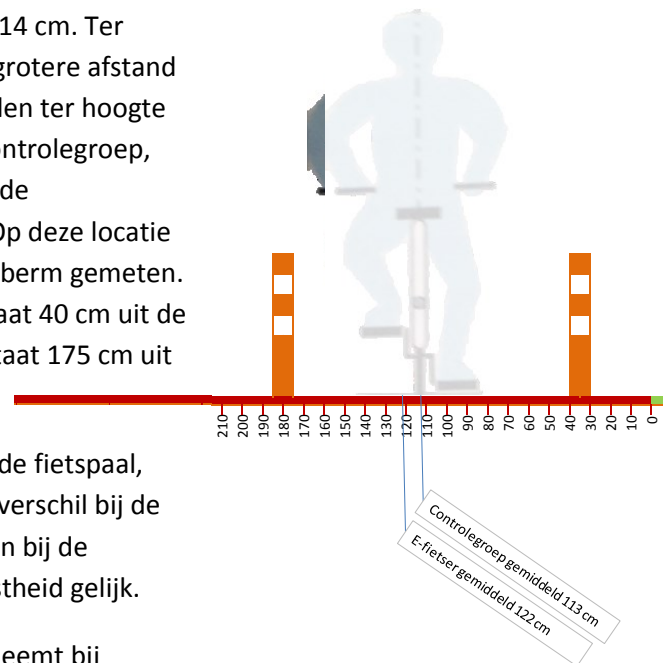 14 cm. Ter
grotere afstand
len ter hoogte
ontrolegroep,
de
Op deze locatie
berm gemeten.
aat 40 cm uit de
taat 175 cm uit
210 200 190 180 170 160 150 140 130 120 110 100 90 80 70 60 50 40 30 20 10 0
de fietspaal,
verschil bij de
n bij de
stheid gelijk.
Controlegroep gemiddeld 113 cm
E-fietser gemiddeld 122 cm
eemt bij